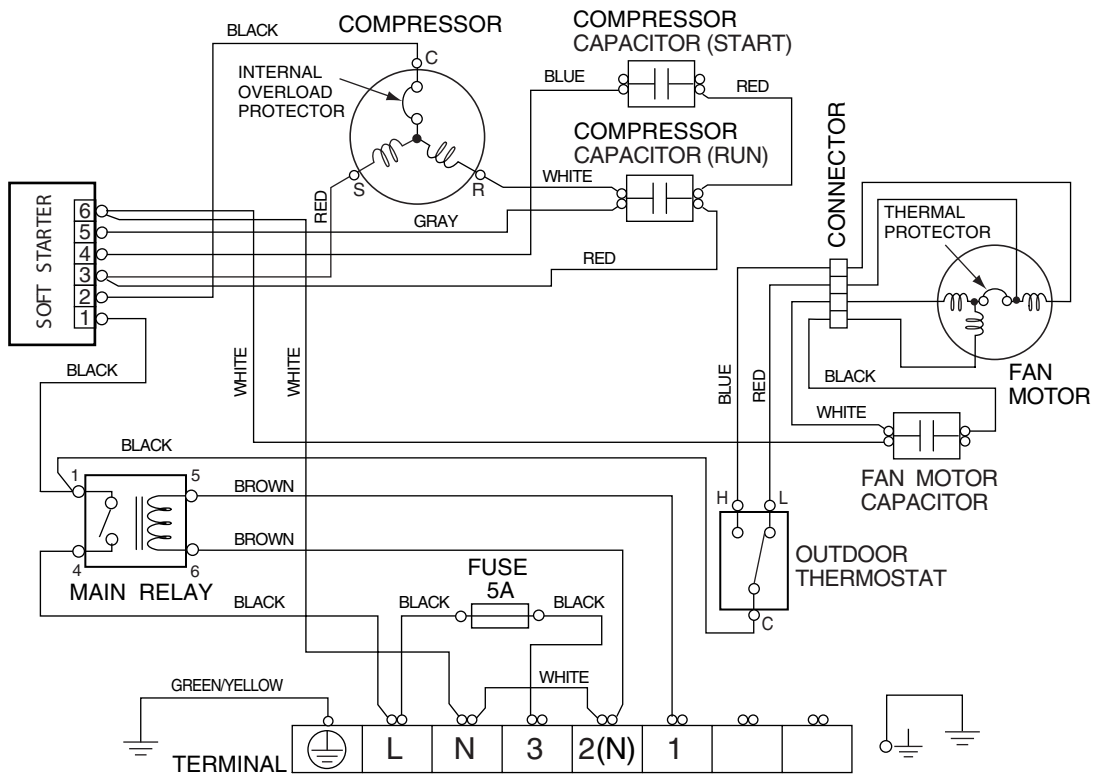 COMPRESSOR
COMPRESSOR
CAPACITOR (START)
BLACK
C
INTERNAL
OVERLOAD
PROTECTOR
BLUE
RED
COMPRESSOR
CAPACITOR (RUN)
WHITE
S
R
RED
GRAY
RED
SOFT STARTER
6
5
4
3
2
1
CONNECTOR
THERMAL
PROTECTOR
FAN
MOTOR
BLACK
WHITE
WHITE
BLUE
RED
BLACK
WHITE
FAN MOTOR
CAPACITOR
BLACK
1
5
BROWN
H
L
BROWN
4
6
MAIN RELAY
OUTDOOR
THERMOSTAT
FUSE
5A
BLACK
BLACK
BLACK
C
WHITE
GREEN/YELLOW
TERMINAL
L
N
3
2(N)
1